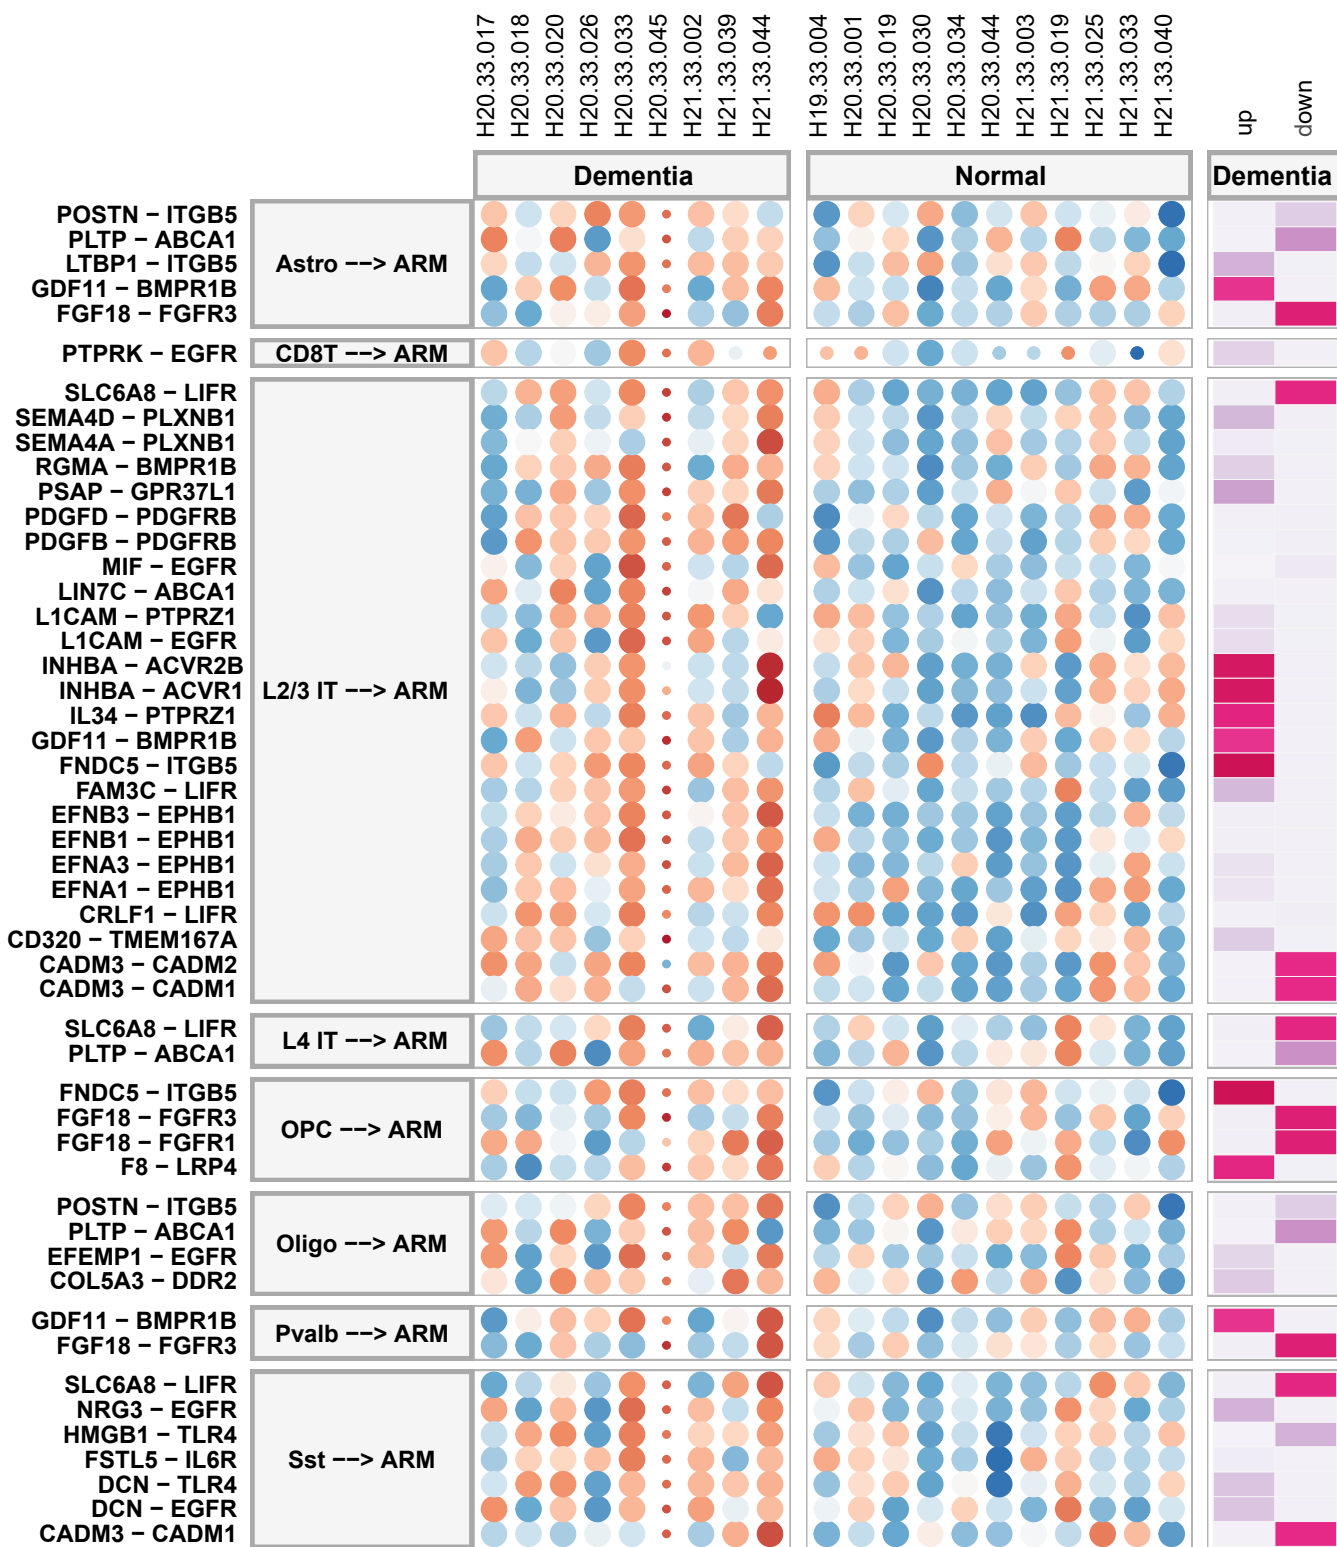 H20.33.017
H20.33.018
H20.33.020
H20.33.026
H20.33.033
H20.33.045
H21.33.002
H21.33.039
H21.33.044
H19.33.004
H20.33.001
H20.33.019
H20.33.030
H20.33.034
H20.33.044
H21.33.003
H21.33.019
H21.33.025
H21.33.033
H21.33.040
up
down
Dementia
Normal
Dementia
POSTN − ITGB5
PLTP − ABCA1
LTBP1 − ITGB5
GDF11 − BMPR1B
FGF18 − FGFR3
Astro −−> ARM
PTPRK − EGFR
CD8T −−> ARM
SLC6A8 − LIFR
SEMA4D − PLXNB1
SEMA4A − PLXNB1
RGMA − BMPR1B
PSAP − GPR37L1
PDGFD − PDGFRB
PDGFB − PDGFRB
MIF − EGFR
LIN7C − ABCA1
L1CAM − PTPRZ1
L1CAM − EGFR
INHBA − ACVR2B
INHBA − ACVR1
IL34 − PTPRZ1
GDF11 − BMPR1B
FNDC5 − ITGB5
FAM3C − LIFR
EFNB3 − EPHB1
EFNB1 − EPHB1
EFNA3 − EPHB1
EFNA1 − EPHB1
CRLF1 − LIFR
CD320 − TMEM167A
CADM3 − CADM2
CADM3 − CADM1
L2/3 IT −−> ARM
SLC6A8 − LIFR
PLTP − ABCA1
L4 IT −−> ARM
FNDC5 − ITGB5
FGF18 − FGFR3
FGF18 − FGFR1
F8 − LRP4
OPC −−> ARM
POSTN − ITGB5
PLTP − ABCA1
EFEMP1 − EGFR
COL5A3 − DDR2
Oligo −−> ARM
GDF11 − BMPR1B
FGF18 − FGFR3
Pvalb −−> ARM
SLC6A8 − LIFR
NRG3 − EGFR
HMGB1 − TLR4
FSTL5 − IL6R
DCN − TLR4
DCN − EGFR
CADM3 − CADM1
Sst −−> ARM